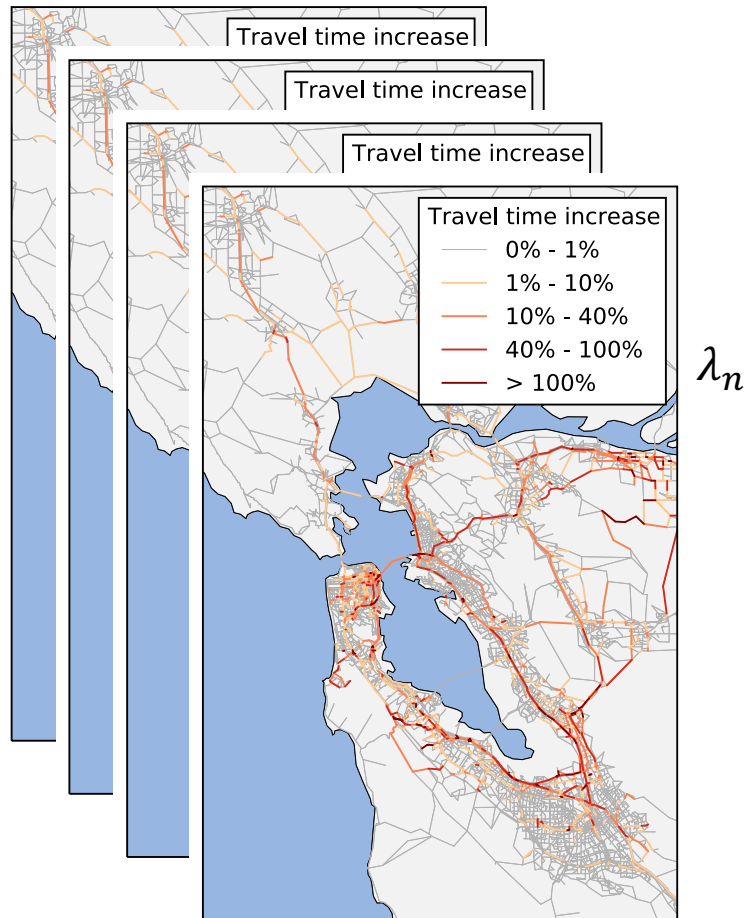 Travel time increase
Travel time increase
Travel time increase
Travel time increase
0% - 1%
1% - 10%
10% - 40%
40% - 100%
> 100%
λn